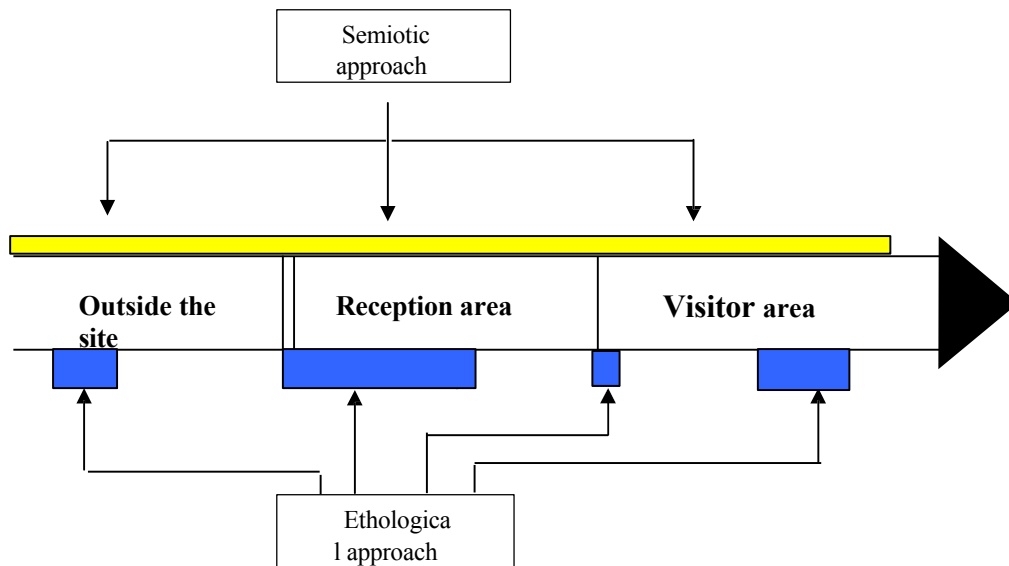 Semiotic
approach
Outside the
site
Reception area
Visitor area
Ethologica
l approach